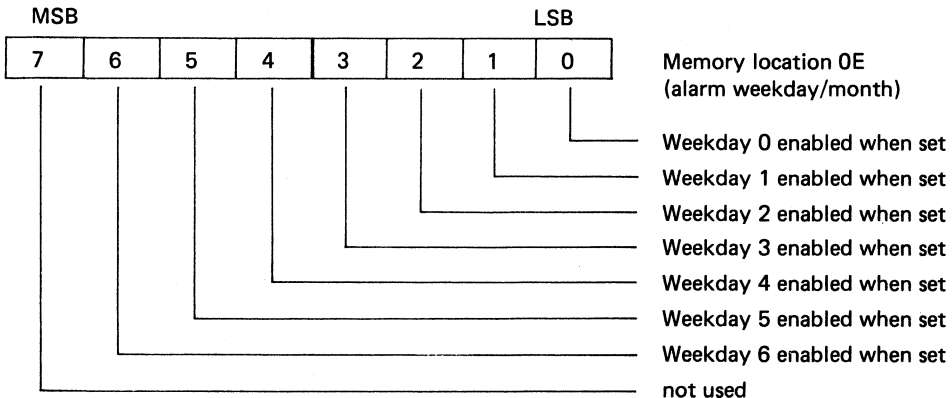 MSB LSB
7 6 5 4 3 2 1 0
Memory location 0E
(alarm weekday/month)
Weekday 0 enabled when set
Weekday 1 enabled when set
Weekday 2 enabled when set
Weekday 3 enabled when set
Weekday 4 enabled when set
Weekday 5 enabled when set
Weekday 6 enabled when set
not used